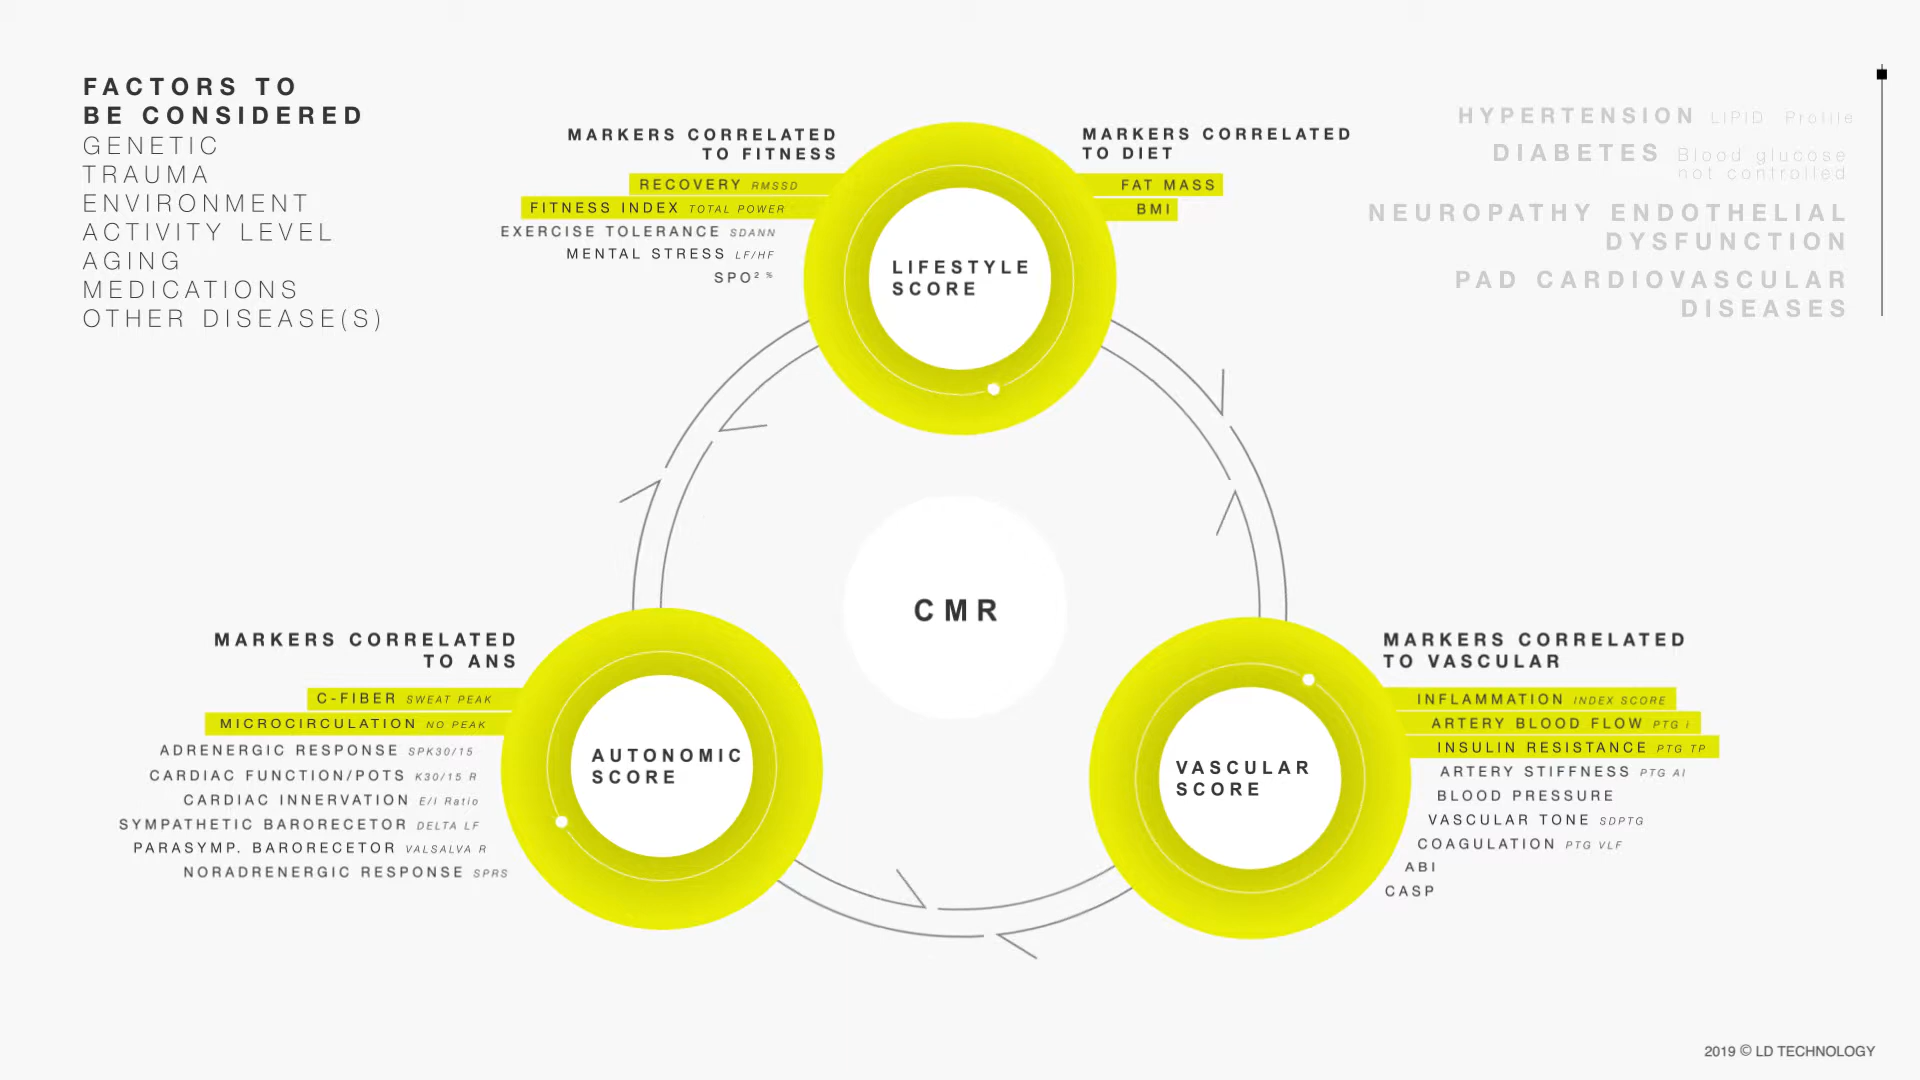 FACTORS TO
BE CONSIDERED
GENETIC
TRAUMA
ENVIRONMENT
ACTIVITY LEVEL
AGING
MEDICATIONS
OTHER DISEASE(S)
MARKERS CORRELATED
TO FITNESS
RECOVERY RMSSD
FITNESS INDEX TOTAL POWER
EXERCISE TOLERANCE SDANN
MENTAL STRESS LF/HF
SPO² %
MARKERS CORRELATED
TO DIET
FAT MASS
BMI
HYPERTENSION LIPID Profile
DIABETES Blood glucose
not controlled
NEUROPATHY ENDOTHELIAL
DYSFUNCTION
PAD CARDIOVASCULAR
DISEASES
LIFESTYLE
SCORE
CMR
MARKERS CORRELATED
TO ANS
C-FIBER SWEAT PEAK
MICROCIRCULATION NO PEAK
ADRENERGIC RESPONSE SPK30/15
CARDIAC FUNCTION/POTS K30/15 R
CARDIAC INNERVATION E/I Ratio
SYMPATHETIC BARORECETOR DELTA LF
PARASYMP. BARORECETOR VALSALVA R
NORADRENERGIC RESPONSE SPRS
AUTONOMIC
SCORE
VASCULAR
SCORE
MARKERS CORRELATED
TO VASCULAR
INFLAMMATION INDEX SCORE
ARTERY BLOOD FLOW PTG i
INSULIN RESISTANCE PTG TP
ARTERY STIFFNESS PTG AI
BLOOD PRESSURE
VASCULAR TONE SDPTG
COAGULATION PTG VLF
ABI
CASP
2019 © LD TECHNOLOGY